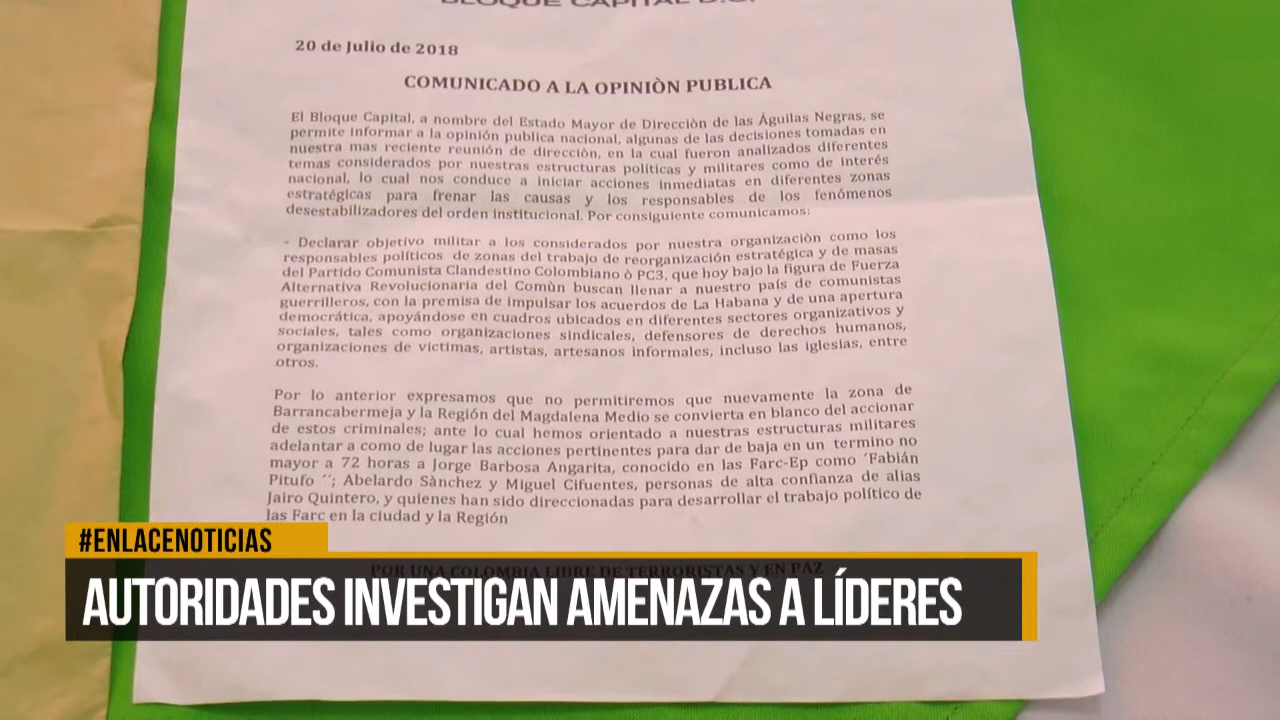 BLOQUE CAPITAL D.C.
20 de Julio de 2018
COMUNICADO A LA OPINIÒN PUBLICA
El Bloque Capital, a nombre del Estado Mayor de Direcciòn de las Águilas Negras, se
permite informar a la opinión publica nacional, algunas de las decisiones tomadas en
nuestra mas reciente reunión de direcciòn, en la cual fueron analizados diferentes
temas considerados por nuestras estructuras políticas y militares como de interés
nacional, lo cual nos conduce a iniciar acciones inmediatas en diferentes zonas
estratégicas para frenar las causas y los responsables de los fenómenos
desestabilizadores del orden institucional. Por consiguiente comunicamos:
- Declarar objetivo militar a los considerados por nuestra organizaciòn como los
responsables políticos de zonas del trabajo de reorganización estratégica y de masas
del Partido Comunista Clandestino Colombiano ò PC3, que hoy bajo la figura de Fuerza
Alternativa Revolucionaria del Comùn buscan llenar a nuestro país de comunistas
guerrilleros, con la premisa de impulsar los acuerdos de La Habana y de una apertura
democrática, apoyándose en cuadros ubicados en diferentes sectores organizativos y
sociales, tales como organizaciones sindicales, defensores de derechos humanos,
organizaciones de victimas, artistas, artesanos informales, incluso las iglesias, entre
otros.
Por lo anterior expresamos que no permitiremos que nuevamente la zona de
Barrancabermeja y la Región del Magdalena Medio se convierta en blanco del accionar
de estos criminales; ante lo cual hemos orientado a nuestras estructuras militares
adelantar a como de lugar las acciones pertinentes para dar de baja en un termino no
mayor a 72 horas a Jorge Barbosa Angarita, conocido en las Farc-Ep como ´Fabián
Pitufo ´´; Abelardo Sànchez y Miguel Cifuentes, personas de alta confianza de alias
Jairo Quintero, y quienes han sido direccionadas para desarrollar el trabajo político de
las Farc en la ciudad y la Región
POR UNA COLOMBIA LIBRE DE TERRORISTAS Y EN PAZ
#ENLACENOTICIAS
AUTORIDADES INVESTIGAN AMENAZAS A LÍDERES